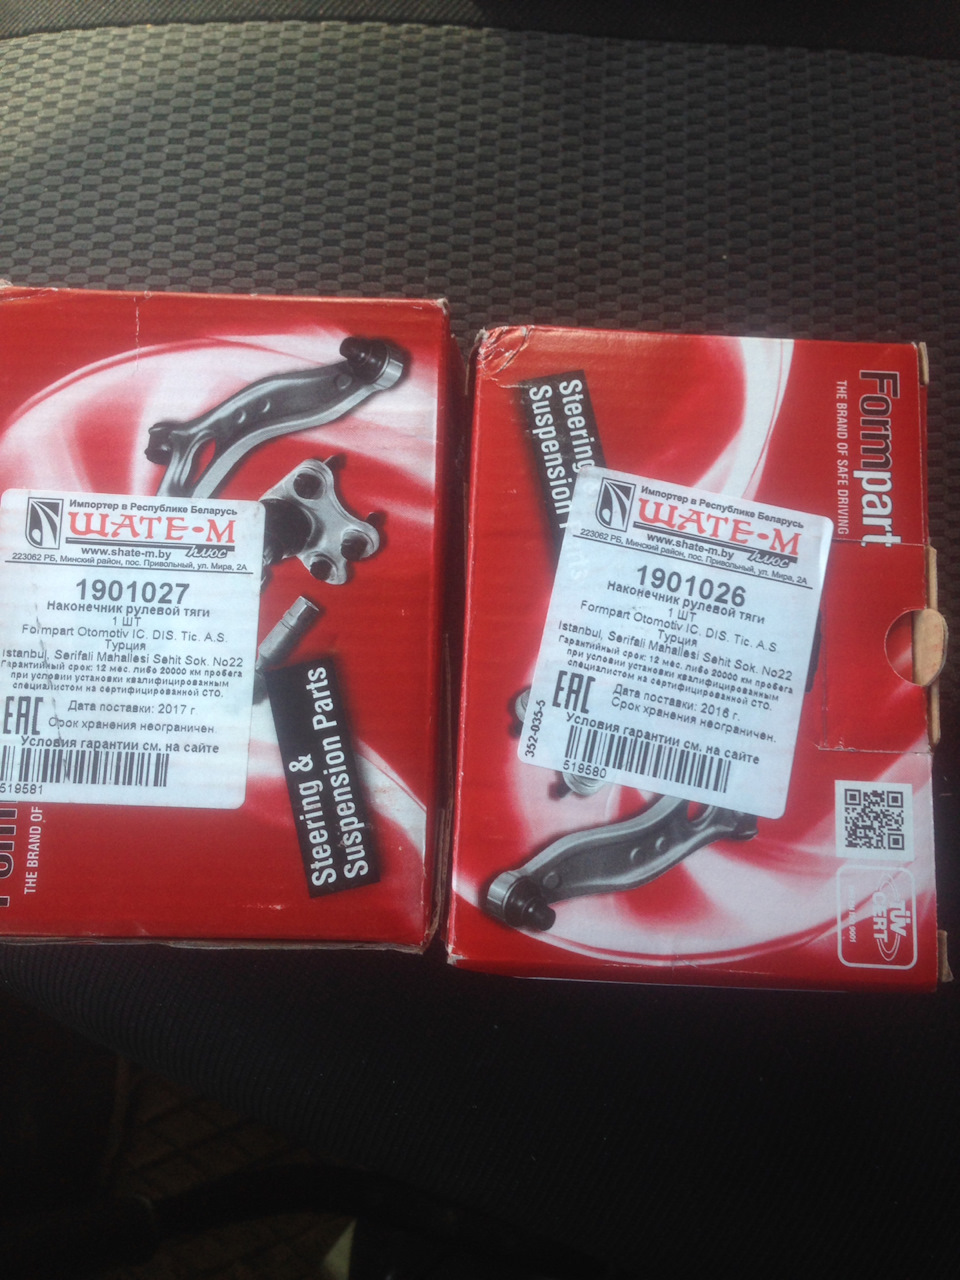 Импортер в Республике Беларусь
ШАТЕ-М
плюс
www.shate-m.by
223062 РБ, Минский район, пос. Привольный, ул. Мира, 2А
1901027
Наконечник рулевой тяги
1 ШТ
Formpart Otomotiv IC. DIS. Tic. A.S.
Турция
Istanbul, Serifali Mahallesi Sehit Sok. No22
Гарантийный срок: 12 мес. либо 20000 км пробега
при условии установки квалифицированным
специалистом на сертифицированной СТО.
EAC
Дата поставки: 2017 г.
Срок хранения неограничен.
Условия гарантии см. на сайте
519581
THE BRAND OF
Steering &
Suspension Parts
Steering
Suspension
Formpart
THE BRAND OF SAFE DRIVING
Импортер в Республике Беларусь
ШАТЕ-М
плюс
www.shate-m.by
223062 РБ, Минский район, пос. Привольный, ул. Мира, 2А
1901026
Наконечник рулевой тяги
1 ШТ
Formpart Otomotiv IC. DIS. Tic. A.S
Турция
Istanbul, Serifali Mahallesi Sehit Sok. No22
Гарантийный срок: 12 мес. либо 20000 км пробега
при условии установки квалифицированным
специалистом на сертифицированной СТО.
EAC
Дата поставки: 2016 г.
Срок хранения неограничен.
Условия гарантии см. на сайте
352-035-5
519580
TÜV
CERT
9001